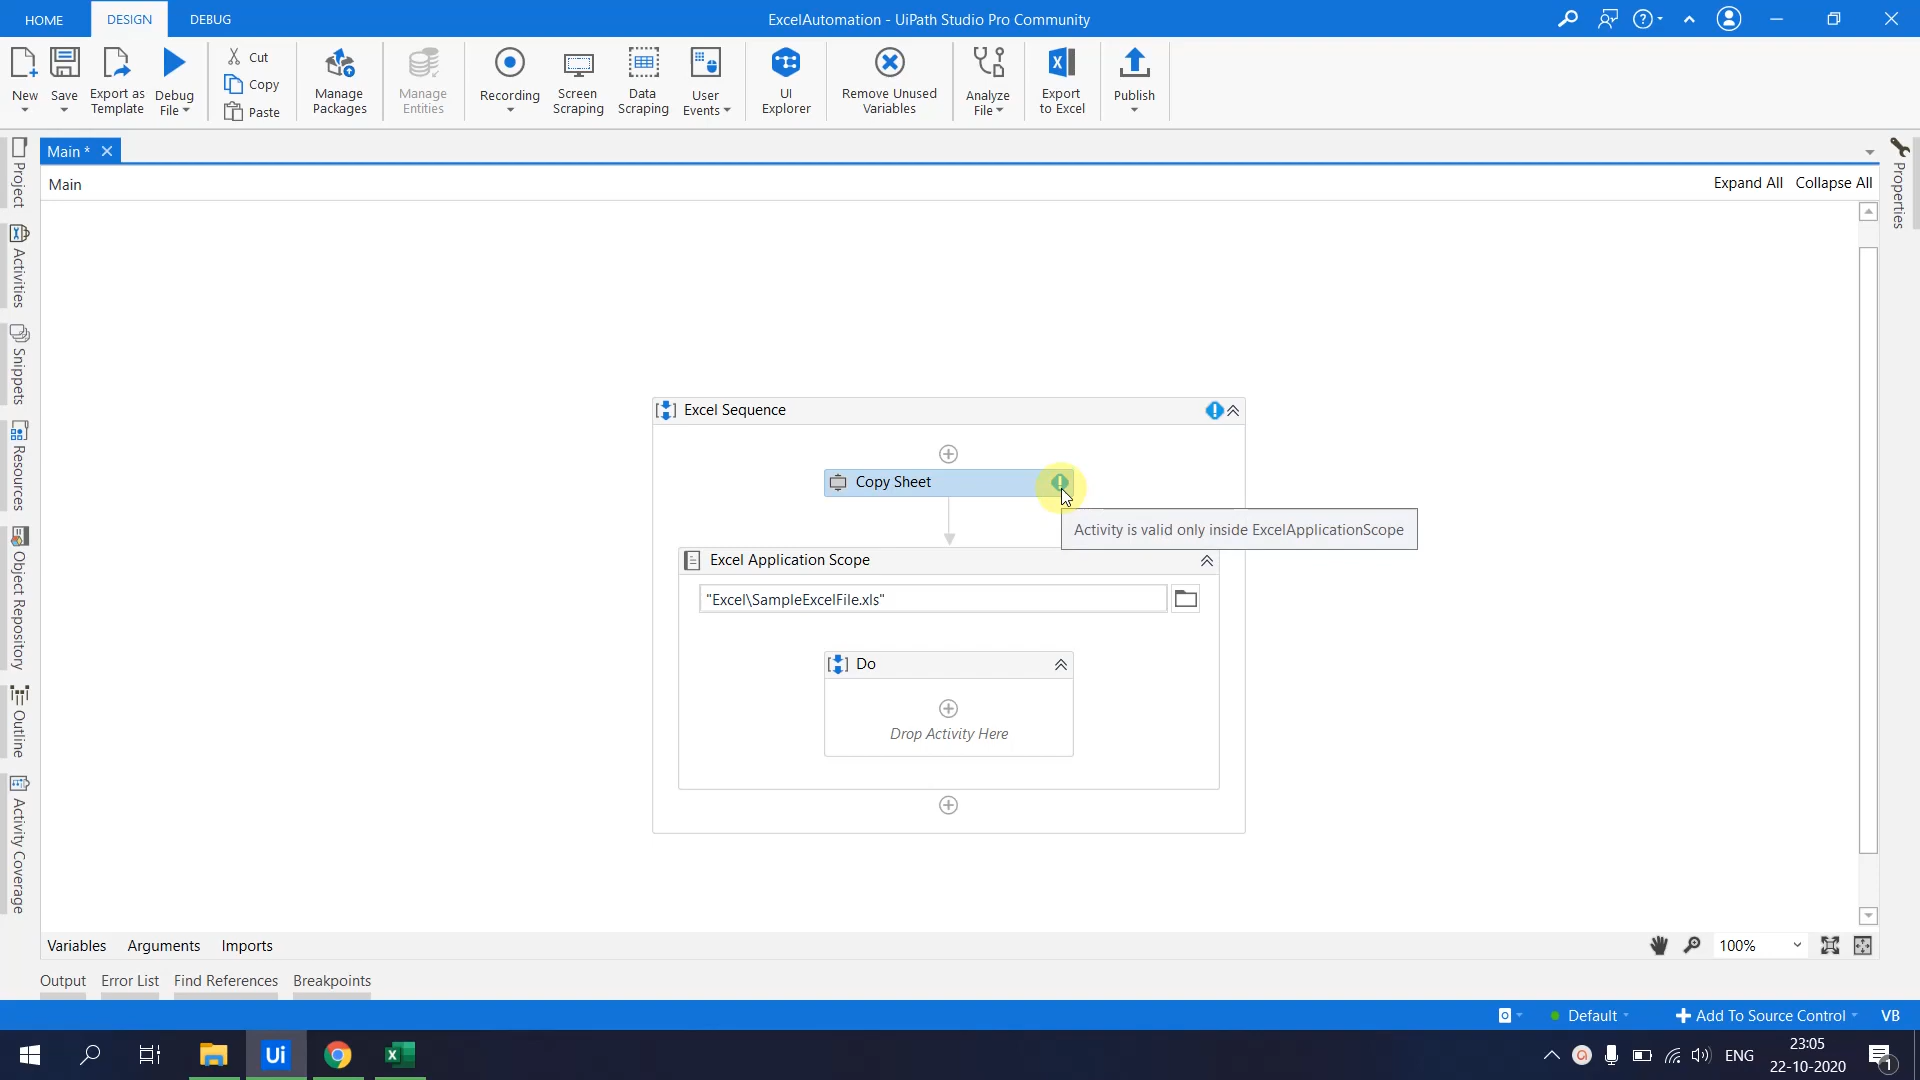 HOME
DESIGN
DEBUG
ExcelAutomation - UiPath Studio Pro Community
New
Save
Export as
Template
Debug
File
Cut
Copy
Paste
Manage
Packages
Manage
Entities
Recording
Screen
Scraping
Data
Scraping
User
Events
UI
Explorer
Remove Unused
Variables
Analyze
File
Export
to Excel
Publish
Main *
Main
Expand All
Collapse All
Project
Activities
Snippets
Resources
Object Repository
Outline
Activity Coverage
Properties
Excel Sequence
Copy Sheet
Activity is valid only inside ExcelApplicationScope
Excel Application Scope
"Excel\SampleExcelFile.xls"
Do
Drop Activity Here
Variables
Arguments
Imports
100%
Output
Error List
Find References
Breakpoints
Default
Add To Source Control
VB
Ui
ENG
23:05
22-10-2020
1